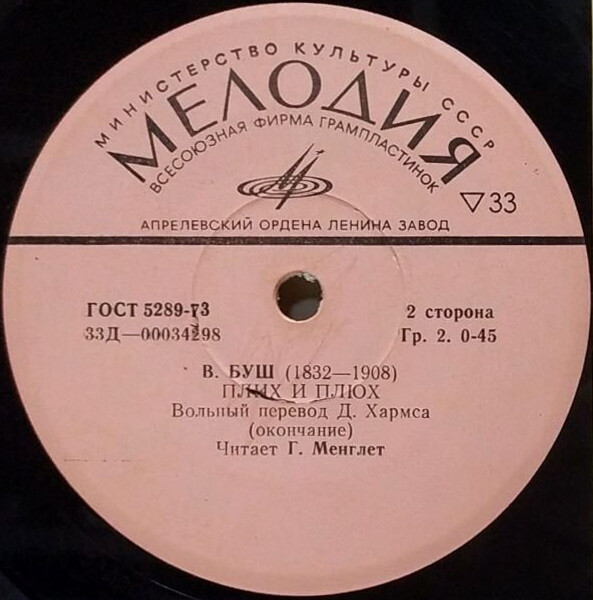 МИНИСТЕРСТВО КУЛЬТУРЫ СССР
МЕЛОДИЯ
ВСЕСОЮЗНАЯ ФИРМА ГРАМПЛАСТИНОК
▽33
АПРЕЛЕВСКИЙ ОРДЕНА ЛЕНИНА ЗАВОД
ГОСТ 5289-73
2 сторона
33Д—00034298
Гр. 2. 0-45
В. БУШ (1832—1908)
ПЛИХ И ПЛЮХ
Вольный перевод Д. Хармса
(окончание)
Читает Г. Менглет